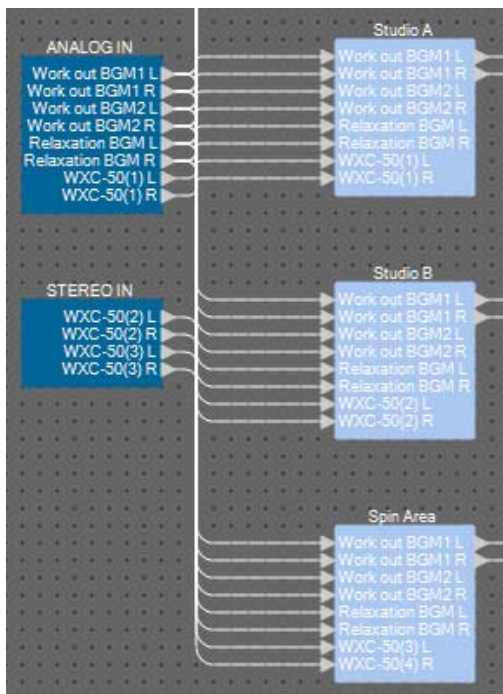 ANALOG IN
Work out BGM1 L
Work out BGM1 R
Work out BGM2 L
Work out BGM2 R
Relaxation BGM L
Relaxation BGM R
WXC-50(1) L
WXC-50(1) R
STEREO IN
WXC-50(2) L
WXC-50(2) R
WXC-50(3) L
WXC-50(3) R
Studio A
Work out BGM1 L
Work out BGM1 R
Work out BGM2 L
Work out BGM2 R
Relaxation BGM L
Relaxation BGM R
WXC-50(1) L
WXC-50(1) R
Studio B
Work out BGM1 L
Work out BGM1 R
Work out BGM2 L
Work out BGM2 R
Relaxation BGM L
Relaxation BGM R
WXC-50(2) L
WXC-50(2) R
Spin Area
Work out BGM1 L
Work out BGM1 R
Work out BGM2 L
Work out BGM2 R
Relaxation BGM L
Relaxation BGM R
WXC-50(3) L
WXC-50(4) R